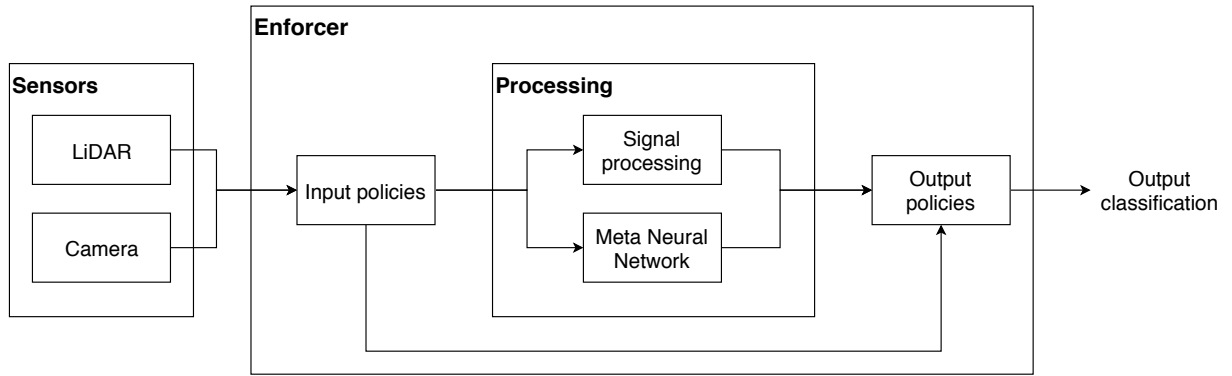 Enforcer
Sensors
LiDAR
Camera
Input policies
Processing
Signal
processing
Meta Neural
Network
Output
policies
Output
classification